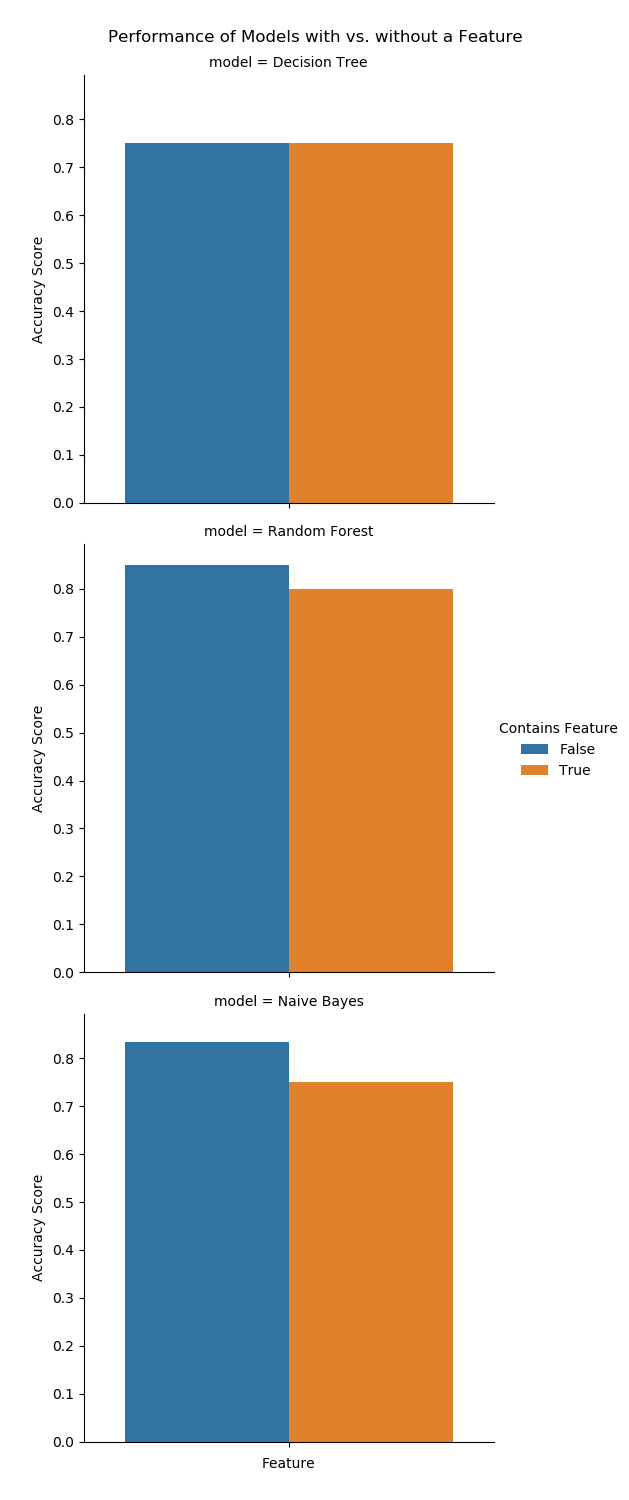 Performance of Models with vs. without a Feature
model = Decision Tree
0.8
0.7
0.6
0.5
0.4
0.3
0.2
0.1
0.0
Accuracy Score
model = Random Forest
0.8
0.7
0.6
0.5
0.4
0.3
0.2
0.1
0.0
Accuracy Score
Contains Feature
False
True
model = Naive Bayes
0.8
0.7
0.6
0.5
0.4
0.3
0.2
0.1
0.0
Accuracy Score
Feature